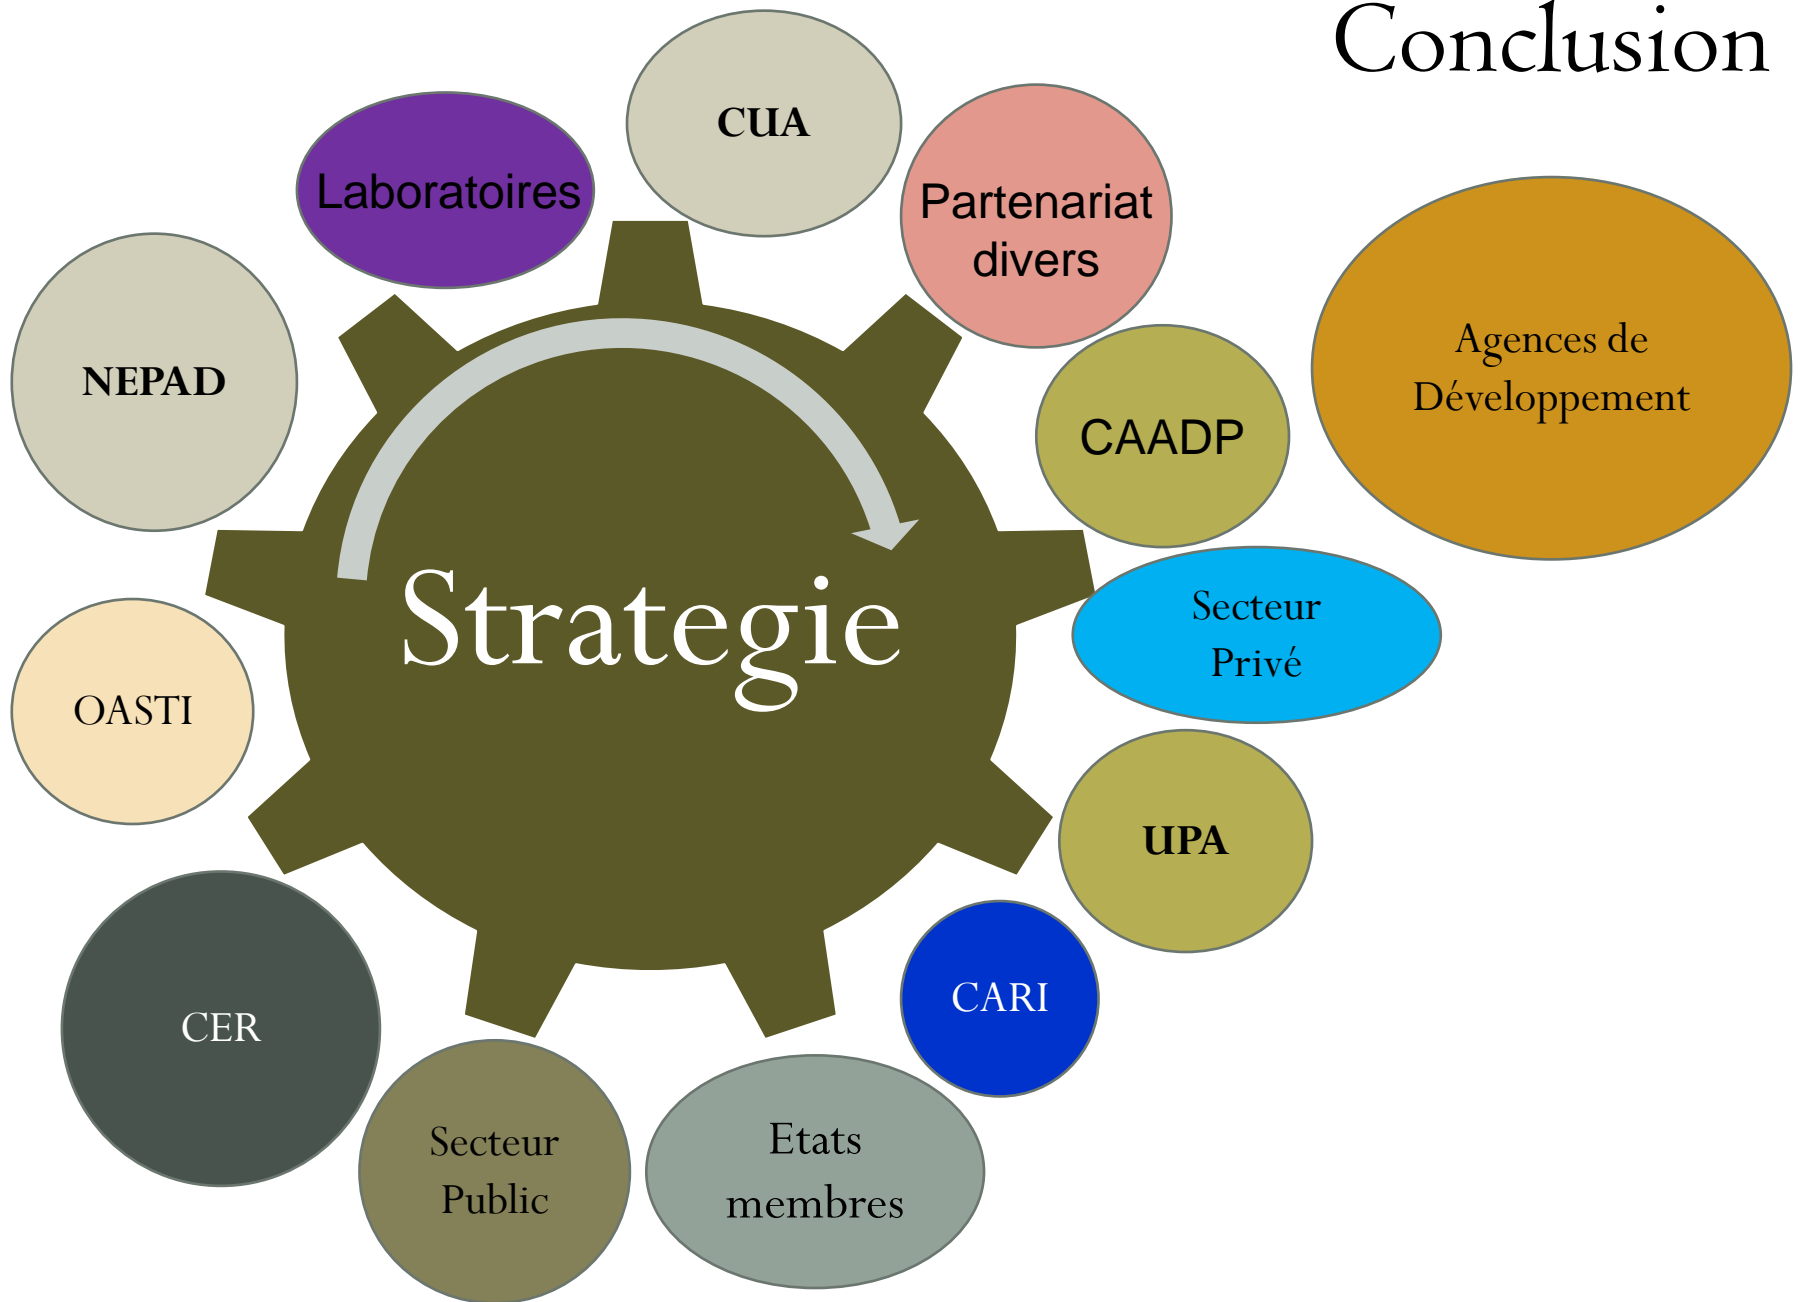 Conclusion
CUA
Laboratoires
Partenariat
divers
Agences de
Développement
NEPAD
CAADP
Strategie
Secteur
Privé
OASTI
UPA
CARI
CER
Secteur
Public
Etats
membres